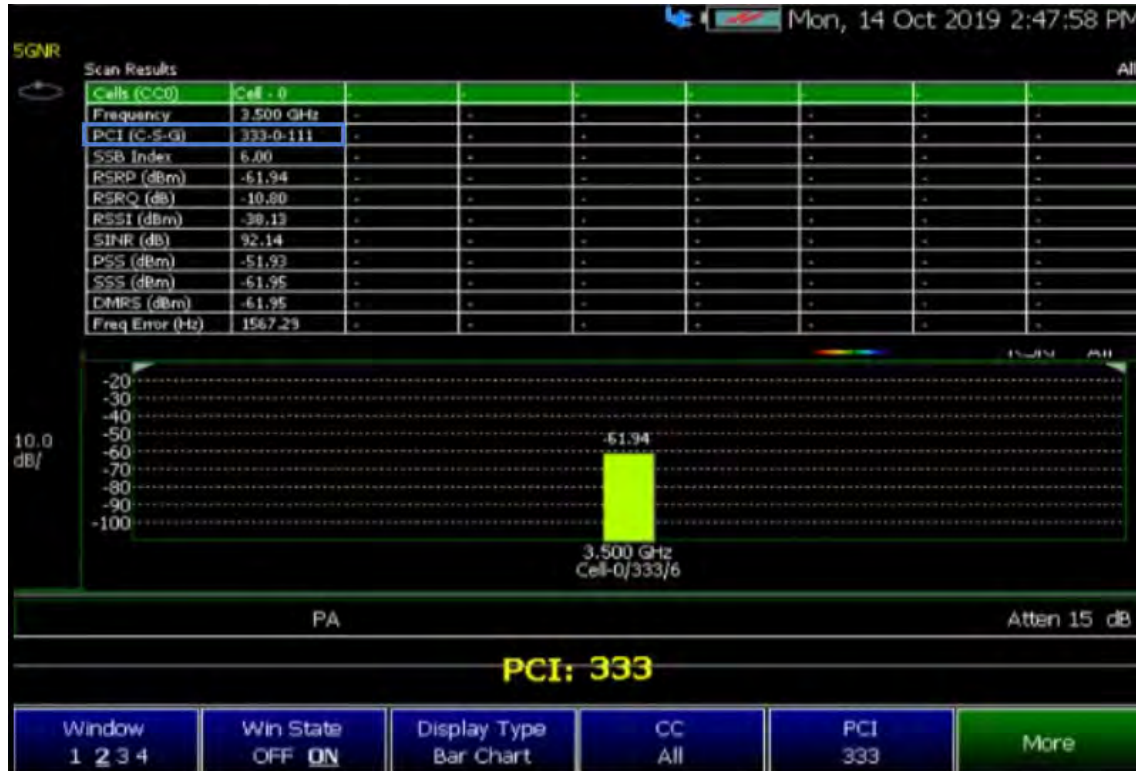 Mon, 14 Oct 2019 2:47:58 PM
5GNR
Scan Results All
Cells (CC0) Cell - 0 - - - - - - -
Frequency 3.500 GHz - - - - - - -
PCI (C-S-G) 333-0-111 - - - - - - -
SSB Index 6.00 - - - - - - -
RSRP (dBm) -61.94 - - - - - - -
RSRQ (dB) -10.80 - - - - - - -
RSSI (dBm) -38.13 - - - - - - -
SINR (dB) 92.14 - - - - - - -
PSS (dBm) -51.93 - - - - - - -
SSS (dBm) -61.95 - - - - - - -
DMRS (dBm) -61.95 - - - - - - -
Freq Error (Hz) 1567.29 - - - - - - -
All
-20
-30
-40
-50
-60
-70
-80
-90
-100
10.0
dB/
-61.94
3.500 GHz
Cell-0/333/6
PA Atten 15 dB
PCI: 333
Window Win State Display Type CC PCI More
1 2 3 4 OFF ON Bar Chart All 333